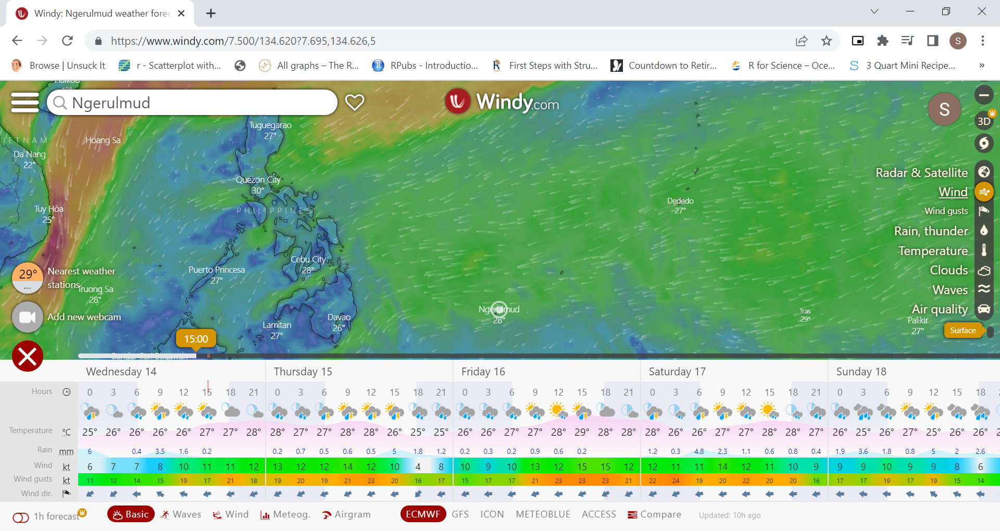 Windy: Ngerulmud weather forec
https://www.windy.com/7.500/134.620?7.695,134.626,5
S
Browse | Unsuck It
r - Scatterplot with...
All graphs – The R...
RPubs - Introductio...
First Steps with Stru...
Countdown to Retir...
R for Science – Oce...
3 Quart Mini Recipe...
»
Ngerulmud
Windy.com
S
3D
Tuguegarao
27°
IETNAM
Hoang Sa
Da Nang
22°
Quezon City
30°
PHILIPPINES
Dededo
27°
Tuy Hòa
25°
Radar & Satellite
Wind
Wind gusts
Rain, thunder
Temperature
Clouds
Waves
Air quality
Surface
Cebu City
28°
Puerto Princesa
27°
29°
---
Nearest weather
stations
Truong Sa
28°
Add new webcam
Lamitan
27°
Davao
26°
Ngerulmud
28°
Iras
29°
Palikir
27°
15:00
Wednesday 14 Thursday 15 Friday 16 Saturday 17 Sunday 18
Hours 0 3 6 9 12 15 18 21 0 3 6 9 12 15 18 21 0 3 6 9 12 15 18 21 0 3 6 9 12 15 18 21 0 3 6 9 12 15 18
Temperature °C 25° 26° 26° 26° 26° 27° 27° 28° 28° 27° 27° 28° 28° 26° 25° 25° 26° 26° 27° 27° 28° 29° 28° 28° 28° 26° 26° 27° 27° 28° 28° 27° 26° 25° 26° 27° 25° 26° 26° 2
Rain mm 6 0.4 3.5 1.6 0.2 0.2 0.7 0.5 0.6 0.5 5 1.8 1.2 0.2 0.3 0.2 0.9 0.6 0.2 1.2 0.3 4.8 2.3 1.1 0.6 0.8 0.4 1.9 3.6 1.8 0.8 5 2 2.6
Wind kt 6 7 7 8 10 11 11 12 13 12 12 14 12 10 4 8 10 9 10 13 12 15 15 12 12 11 11 14 12 11 10 9 9 9 10 9 9 8 6
Wind gusts kt 11 12 14 15 19 17 21 18 19 20 19 21 23 20 16 17 15 17 17 21 23 23 23 21 22 24 19 20 22 20 20 16 17 17 19 17 19 15 14
Wind dir.
1h forecast
Basic Waves Wind Meteog. Airgram
ECMWF GFS ICON METEOBLUE ACCESS Compare
Updated: 10h ago